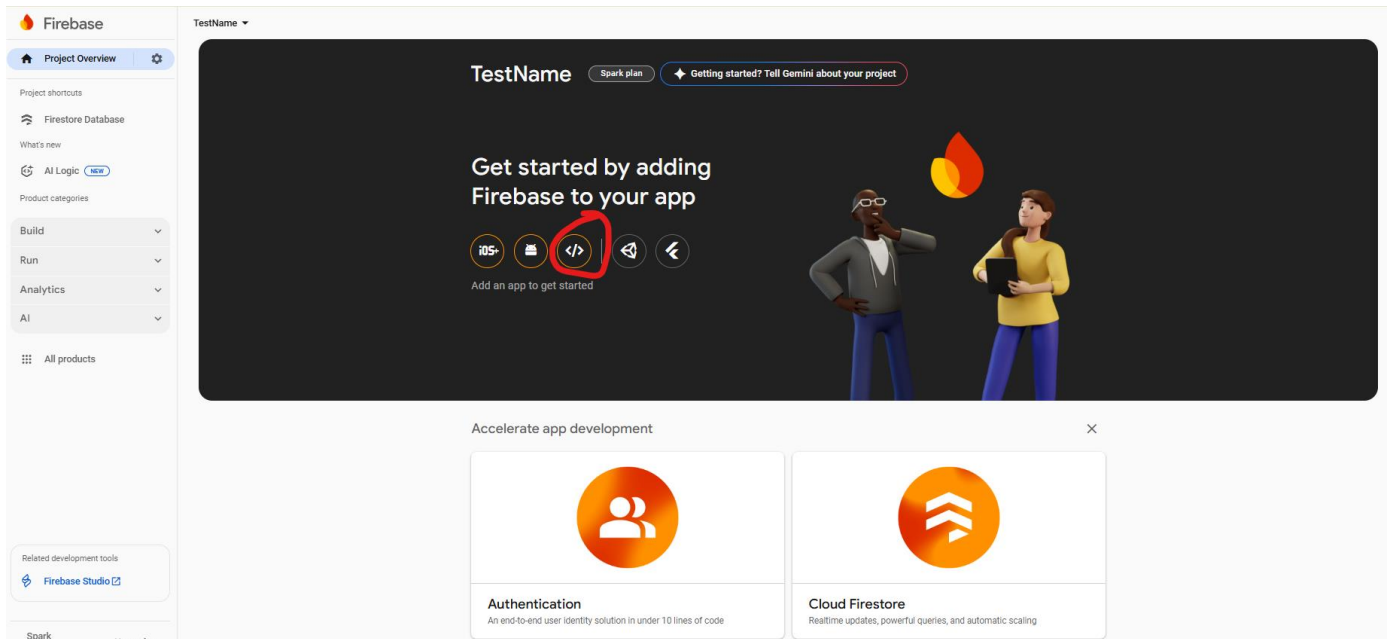 Firebase
TestName
Project Overview
Project shortcuts
Firestore Database
What's new
AI Logic NEW
Product categories
Build
Run
Analytics
AI
All products
Related development tools
Firebase Studio
Spark
TestName Spark plan Getting started? Tell Gemini about your project
Get started by adding
Firebase to your app
iOS+ </>
Add an app to get started
Accelerate app development
Authentication
An end-to-end user identity solution in under 10 lines of code
Cloud Firestore
Realtime updates, powerful queries, and automatic scaling